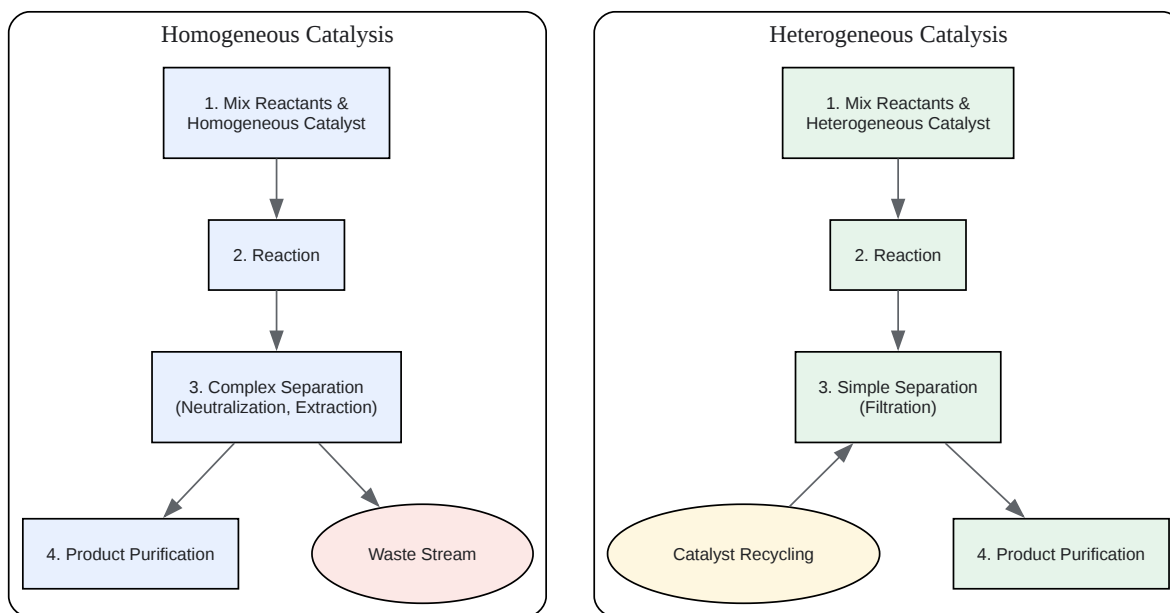 Homogeneous Catalysis
1. Mix Reactants &
Homogeneous Catalyst
2. Reaction
3. Complex Separation
(Neutralization, Extraction)
4. Product Purification
Waste Stream
Heterogeneous Catalysis
1. Mix Reactants &
Heterogeneous Catalyst
2. Reaction
3. Simple Separation
(Filtration)
Catalyst Recycling
4. Product Purification